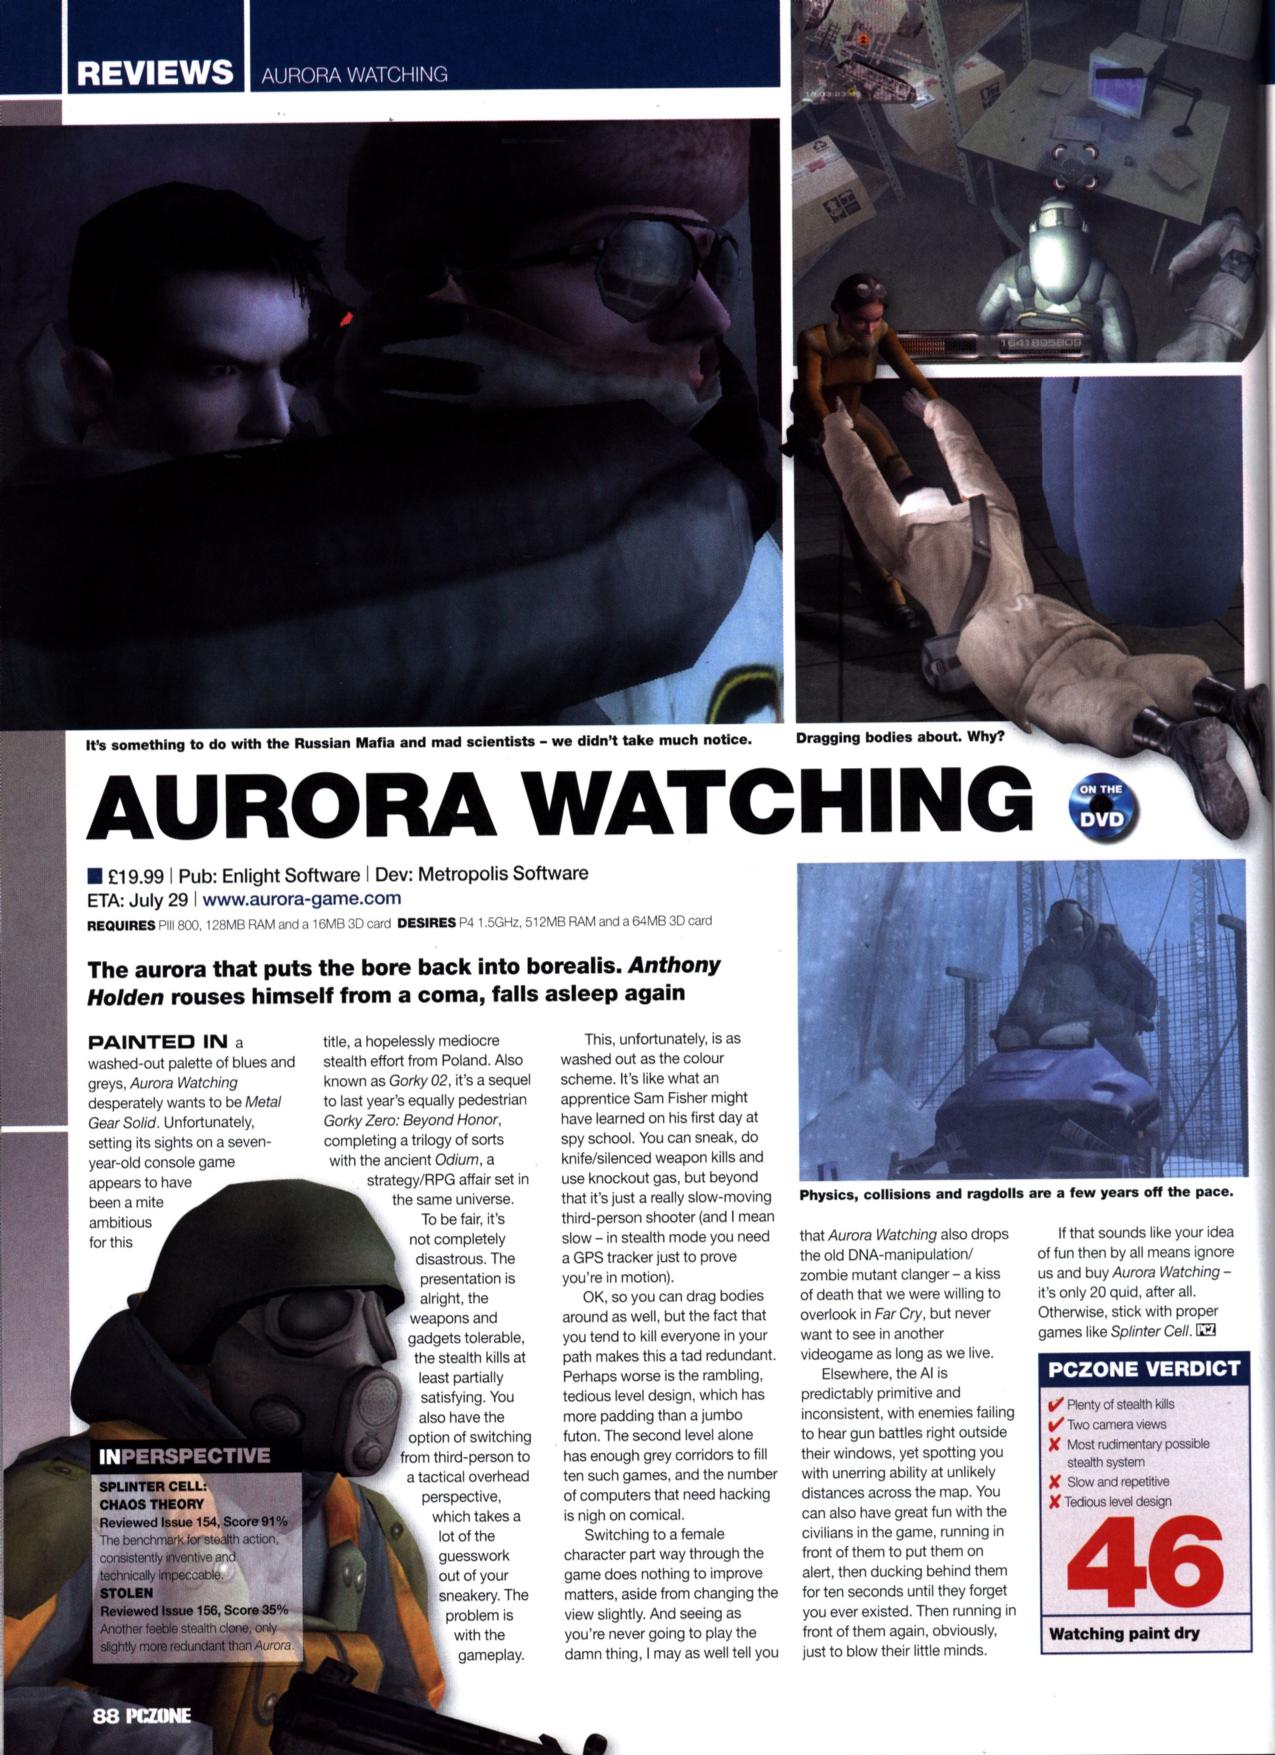 REVIEWS
AURORA WATCHING
1641895809
It's something to do with the Russian Mafia and mad scientists – we didn't take much notice.
Dragging bodies about. Why?
AURORA WATCHING
ON THE
DVD
£19.99 | Pub: Enlight Software | Dev: Metropolis Software
ETA: July 29 | www.aurora-game.com
REQUIRES PIII 800, 128MB RAM and a 16MB 3D card DESIRES P4 1.5GHz, 512MB RAM and a 64MB 3D card
The aurora that puts the bore back into borealis. Anthony
Holden rouses himself from a coma, falls asleep again
PAINTED IN a
washed-out palette of blues and
greys, Aurora Watching
desperately wants to be Metal
Gear Solid. Unfortunately,
setting its sights on a seven-
year-old console game
appears to have
been a mite
ambitious
for this
title, a hopelessly mediocre
stealth effort from Poland. Also
known as Gorky 02, it's a sequel
to last year's equally pedestrian
Gorky Zero: Beyond Honor,
completing a trilogy of sorts
with the ancient Odium, a
strategy/RPG affair set in
the same universe.
To be fair, it's
not completely
disastrous. The
presentation is
alright, the
weapons and
gadgets tolerable,
the stealth kills at
least partially
satisfying. You
also have the
option of switching
from third-person to
a tactical overhead
perspective,
which takes a
lot of the
guesswork
out of your
sneakery. The
problem is
with the
gameplay.
This, unfortunately, is as
washed out as the colour
scheme. It's like what an
apprentice Sam Fisher might
have learned on his first day at
spy school. You can sneak, do
knife/silenced weapon kills and
use knockout gas, but beyond
that it's just a really slow-moving
third-person shooter (and I mean
slow – in stealth mode you need
a GPS tracker just to prove
you're in motion).
OK, so you can drag bodies
around as well, but the fact that
you tend to kill everyone in your
path makes this a tad redundant.
Perhaps worse is the rambling,
tedious level design, which has
more padding than a jumbo
futon. The second level alone
has enough grey corridors to fill
ten such games, and the number
of computers that need hacking
is nigh on comical.
Switching to a female
character part way through the
game does nothing to improve
matters, aside from changing the
view slightly. And seeing as
you're never going to play the
damn thing, I may as well tell you
Physics, collisions and ragdolls are a few years off the pace.
that Aurora Watching also drops
the old DNA-manipulation/
zombie mutant clanger – a kiss
of death that we were willing to
overlook in Far Cry, but never
want to see in another
videogame as long as we live.
Elsewhere, the AI is
predictably primitive and
inconsistent, with enemies failing
to hear gun battles right outside
their windows, yet spotting you
with unerring ability at unlikely
distances across the map. You
can also have great fun with the
civilians in the game, running in
front of them to put them on
alert, then ducking behind them
for ten seconds until they forget
you ever existed. Then running in
front of them again, obviously,
just to blow their little minds.
If that sounds like your idea
of fun then by all means ignore
us and buy Aurora Watching –
it's only 20 quid, after all.
Otherwise, stick with proper
games like Splinter Cell. PCZ
PCZONE VERDICT
Plenty of stealth kills
Two camera views
Most rudimentary possible
stealth system
Slow and repetitive
Tedious level design
46
Watching paint dry
INPERSPECTIVE
SPLINTER CELL:
CHAOS THEORY
Reviewed Issue 154, Score 91%
The benchmark for stealth action,
consistently inventive and
technically impeccable.
STOLEN
Reviewed Issue 156, Score 35%
Another feeble stealth clone, only
slightly more redundant than Aurora.
88 PCZONE